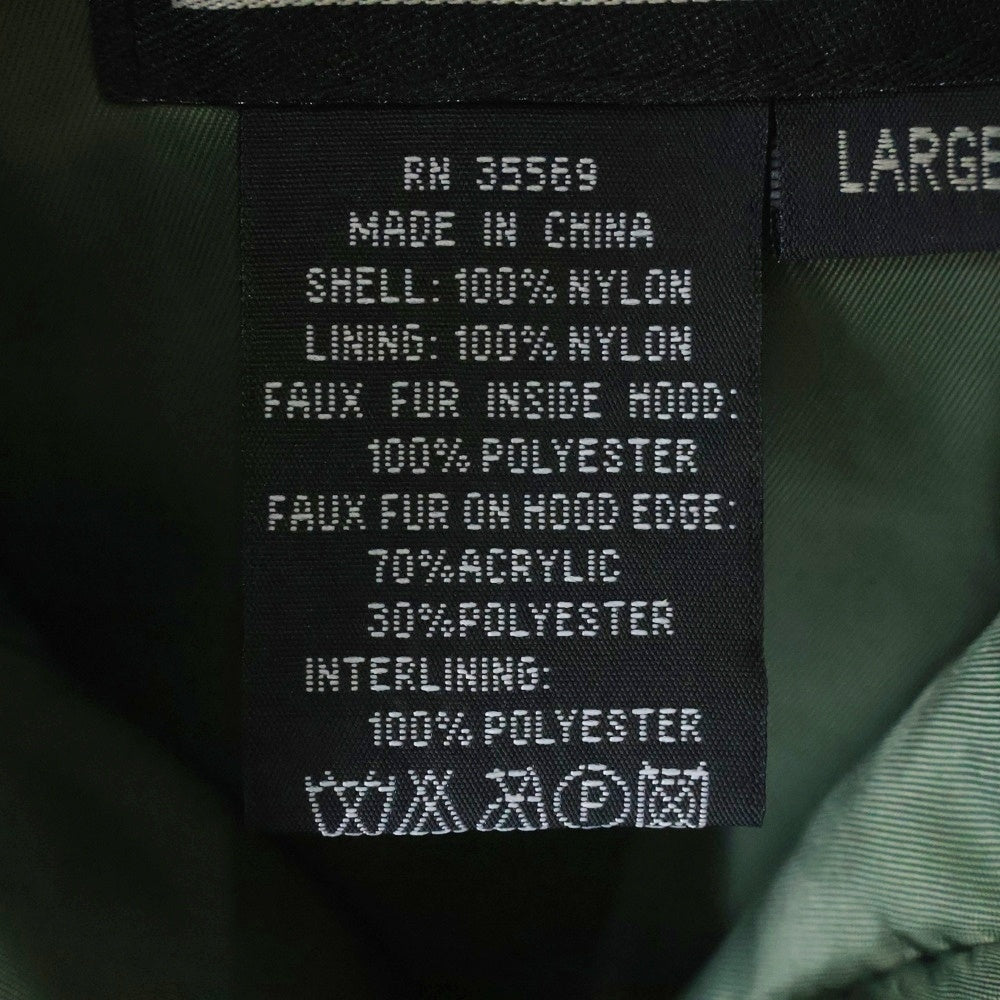 RN 35569
MADE IN CHINA
SHELL: 100% NYLON
LINING: 100% NYLON
FAUX FUR INSIDE HOOD:
100% POLYESTER
FAUX FUR ON HOOD EDGE:
70%ACRYLIC
30%POLYESTER
INTERLINING:
100% POLYESTER
P
LARGE